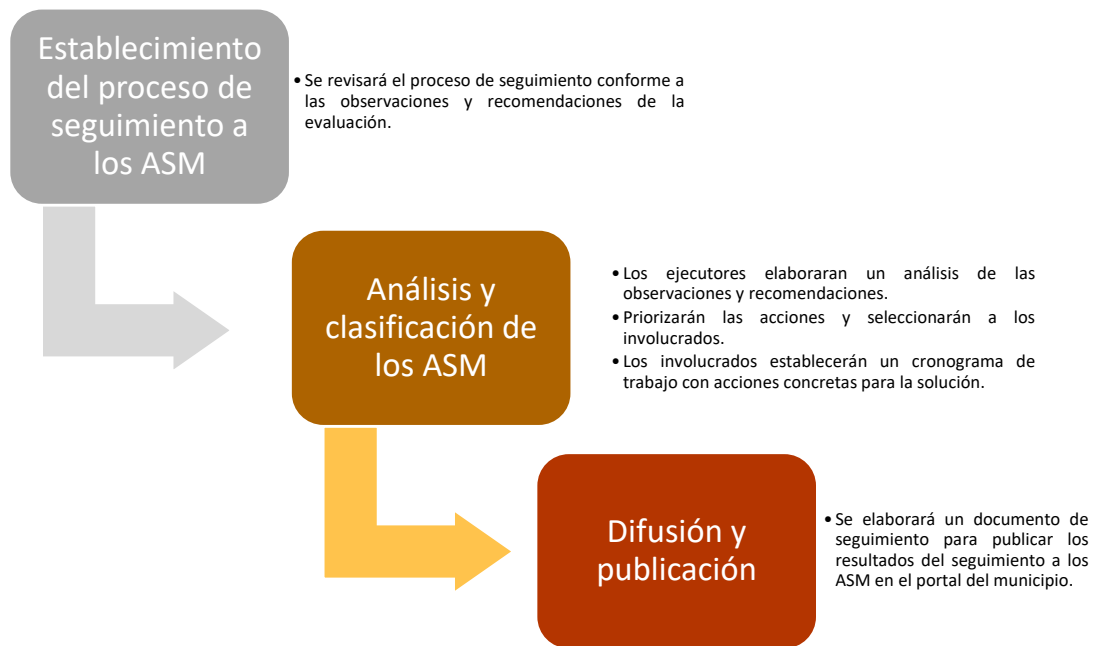 Establecimiento
del proceso de
seguimiento a
los ASM
• Se revisará el proceso de seguimiento conforme a
las observaciones y recomendaciones de la
evaluación.
Análisis y
clasificación de
los ASM
• Los ejecutores elaboraran un análisis de las
observaciones y recomendaciones.
• Priorizarán las acciones y seleccionarán a los
involucrados.
• Los involucrados establecerán un cronograma de
trabajo con acciones concretas para la solución.
Difusión y
publicación
• Se elaborará un documento de
seguimiento para publicar los
resultados del seguimiento a los
ASM en el portal del municipio.